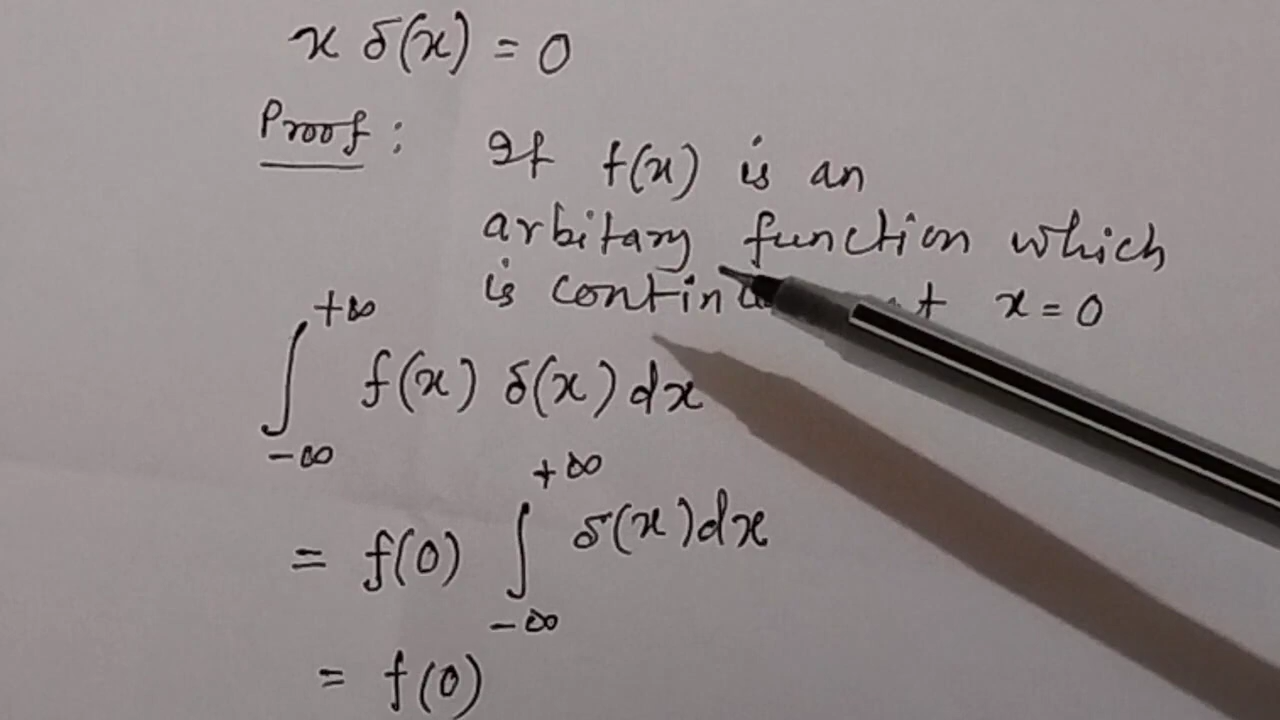 x δ(x) = 0
Proof : If f(x) is an
arbitary function which
is x = 0
+∞
∫ f(x) δ(x) dx
-∞
+∞
= f(0) ∫ δ(x) dx
-∞
= f(0)